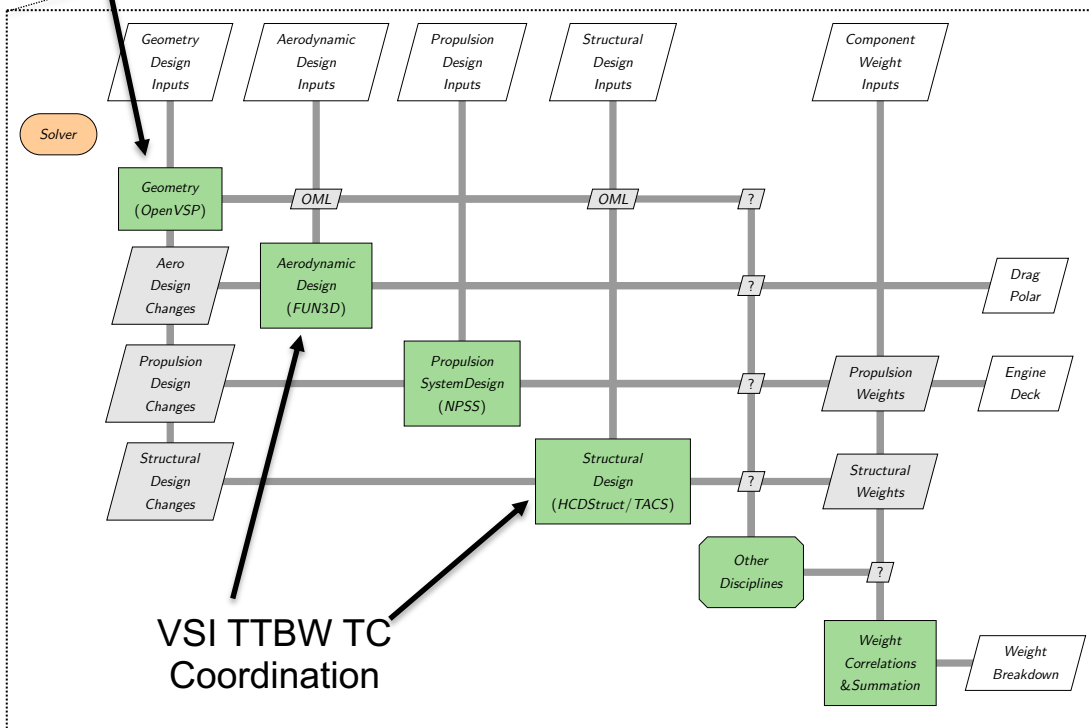 Geometry
Design
Inputs
Aerodynamic
Design
Inputs
Propulsion
Design
Inputs
Structural
Design
Inputs
Component
Weight
Inputs
Solver
Geometry
(OpenVSP)
OML
OML
?
Aero
Design
Changes
Aerodynamic
Design
(FUN3D)
?
Drag
Polar
Propulsion
Design
Changes
Propulsion
SystemDesign
(NPSS)
?
Propulsion
Weights
Engine
Deck
Structural
Design
Changes
Structural
Design
(HCDStruct/TACS)
?
Structural
Weights
Other
Disciplines
?
VSI TTBW TC
Coordination
Weight
Correlations
&Summation
Weight
Breakdown